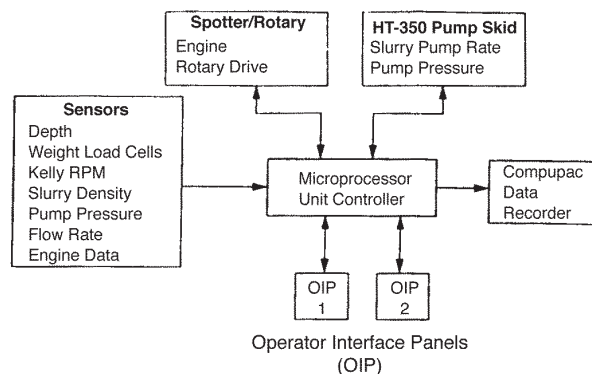 Spotter/Rotary
Engine
Rotary Drive
HT-350 Pump Skid
Slurry Pump Rate
Pump Pressure
Sensors
Depth
Weight Load Cells
Kelly RPM
Slurry Density
Pump Pressure
Flow Rate
Engine Data
Microprocessor
Unit Controller
Compupac
Data
Recorder
OIP
1
OIP
2
Operator Interface Panels
(OIP)